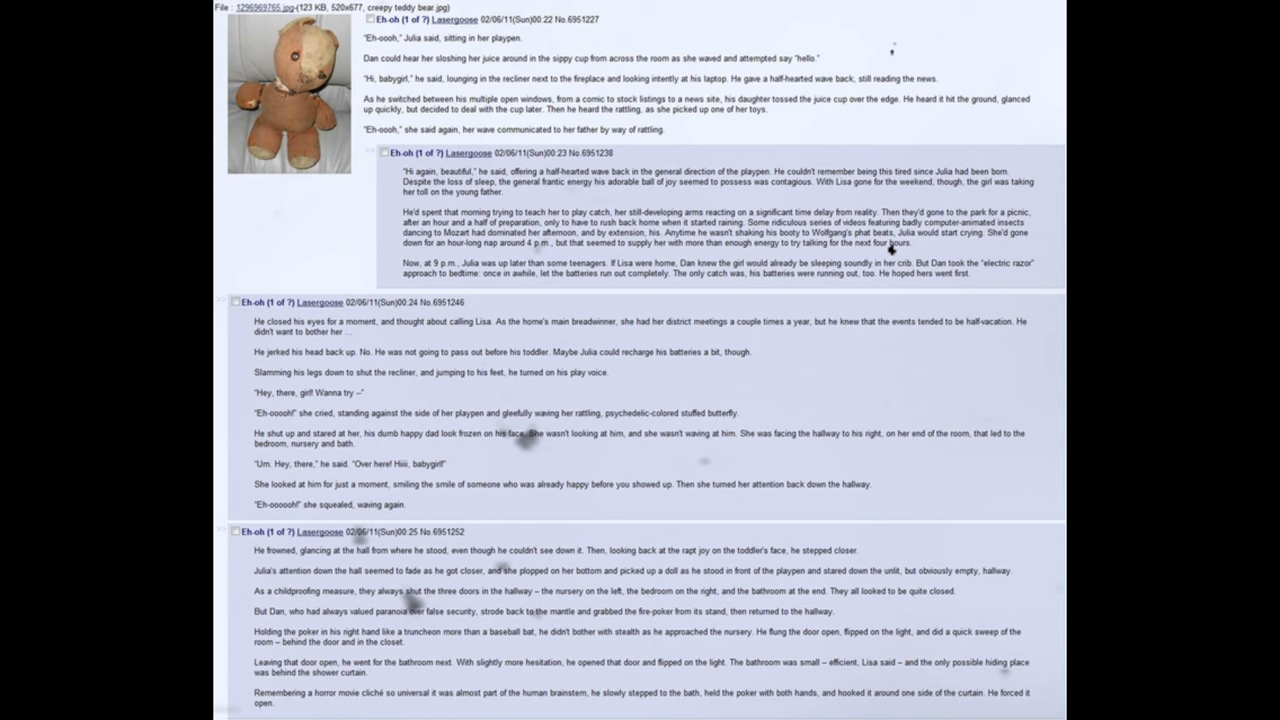 File : 1296969765.jpg-(123 KB, 520x677, creepy teddy bear.jpg)
Eh-oh (1 of ?) Lasergoose 02/06/11(Sun)00:22 No.6951227
"Eh-oooh," Julia said, sitting in her playpen.
Dan could hear her sloshing her juice around in the sippy cup from across the room as she waved and attempted say "hello."
"Hi, babygirl," he said, lounging in the recliner next to the fireplace and looking intently at his laptop. He gave a half-hearted wave back, still reading the news.
As he switched between his multiple open windows, from a comic to stock listings to a news site, his daughter tossed the juice cup over the edge. He heard it hit the ground, glanced
up quickly, but decided to deal with the cup later. Then he heard the rattling, as she picked up one of her toys.
"Eh-oooh," she said again, her wave communicated to her father by way of rattling.
>> Eh-oh (1 of ?) Lasergoose 02/06/11(Sun)00:23 No.6951238
"Hi again, beautiful," he said, offering a half-hearted wave back in the general direction of the playpen. He couldn't remember being this tired since Julia had been born.
Despite the loss of sleep, the general frantic energy his adorable ball of joy seemed to possess was contagious. With Lisa gone for the weekend, though, the girl was taking
her toll on the young father.
He'd spent that morning trying to teach her to play catch, her still-developing arms reacting on a significant time delay from reality. Then they'd gone to the park for a picnic,
after an hour and a half of preparation, only to have to rush back home when it started raining. Some ridiculous series of videos featuring badly computer-animated insects
dancing to Mozart had dominated her afternoon, and by extension, his. Anytime he wasn't shaking his booty to Wolfgang's phat beats, Julia would start crying. She'd gone
down for an hour-long nap around 4 p.m., but that seemed to supply her with more than enough energy to try talking for the next four hours.
Now, at 9 p.m., Julia was up later than some teenagers. If Lisa were home, Dan knew the girl would already be sleeping soundly in her crib. But Dan took the "electric razor"
approach to bedtime: once in awhile, let the batteries run out completely. The only catch was, his batteries were running out, too. He hoped hers went first.
>> Eh-oh (1 of ?) Lasergoose 02/06/11(Sun)00:24 No.6951246
He closed his eyes for a moment, and thought about calling Lisa. As the home's main breadwinner, she had her district meetings a couple times a year, but he knew that the events tended to be half-vacation. He
didn't want to bother her ...
He jerked his head back up. No. He was not going to pass out before his toddler. Maybe Julia could recharge his batteries a bit, though.
Slamming his legs down to shut the recliner, and jumping to his feet, he turned on his play voice.
"Hey, there, girl! Wanna try --"
"Eh-ooooh!" she cried, standing against the side of her playpen and gleefully waving her rattling, psychedelic-colored stuffed butterfly.
He shut up and stared at her, his dumb happy dad look frozen on his face. She wasn't looking at him, and she wasn't waving at him. She was facing the hallway to his right, on her end of the room, that led to the
bedroom, nursery and bath.
"Um. Hey, there," he said. "Over here! Hiiii, babygirl!"
She looked at him for just a moment, smiling the smile of someone who was already happy before you showed up. Then she turned her attention back down the hallway.
"Eh-oooooh!" she squealed, waving again.
>> Eh-oh (1 of ?) Lasergoose 02/06/11(Sun)00:25 No.6951252
He frowned, glancing at the hall from where he stood, even though he couldn't see down it. Then, looking back at the rapt joy on the toddler's face, he stepped closer.
Julia's attention down the hall seemed to fade as he got closer, and she plopped on her bottom and picked up a doll as he stood in front of the playpen and stared down the unlit, but obviously empty, hallway.
As a childproofing measure, they always shut the three doors in the hallway – the nursery on the left, the bedroom on the right, and the bathroom at the end. They all looked to be quite closed.
But Dan, who had always valued paranoia over false security, strode back to the mantle and grabbed the fire-poker from its stand, then returned to the hallway.
Holding the poker in his right hand like a truncheon more than a baseball bat, he didn't bother with stealth as he approached the nursery. He flung the door open, flipped on the light, and did a quick sweep of the
room – behind the door and in the closet.
Leaving that door open, he went for the bathroom next. With slightly more hesitation, he opened that door and flipped on the light. The bathroom was small – efficient, Lisa said – and the only possible hiding place
was behind the shower curtain.
Remembering a horror movie cliché so universal it was almost part of the human brainstem, he slowly stepped to the bath, held the poker with both hands, and hooked it around one side of the curtain. He forced it
open.